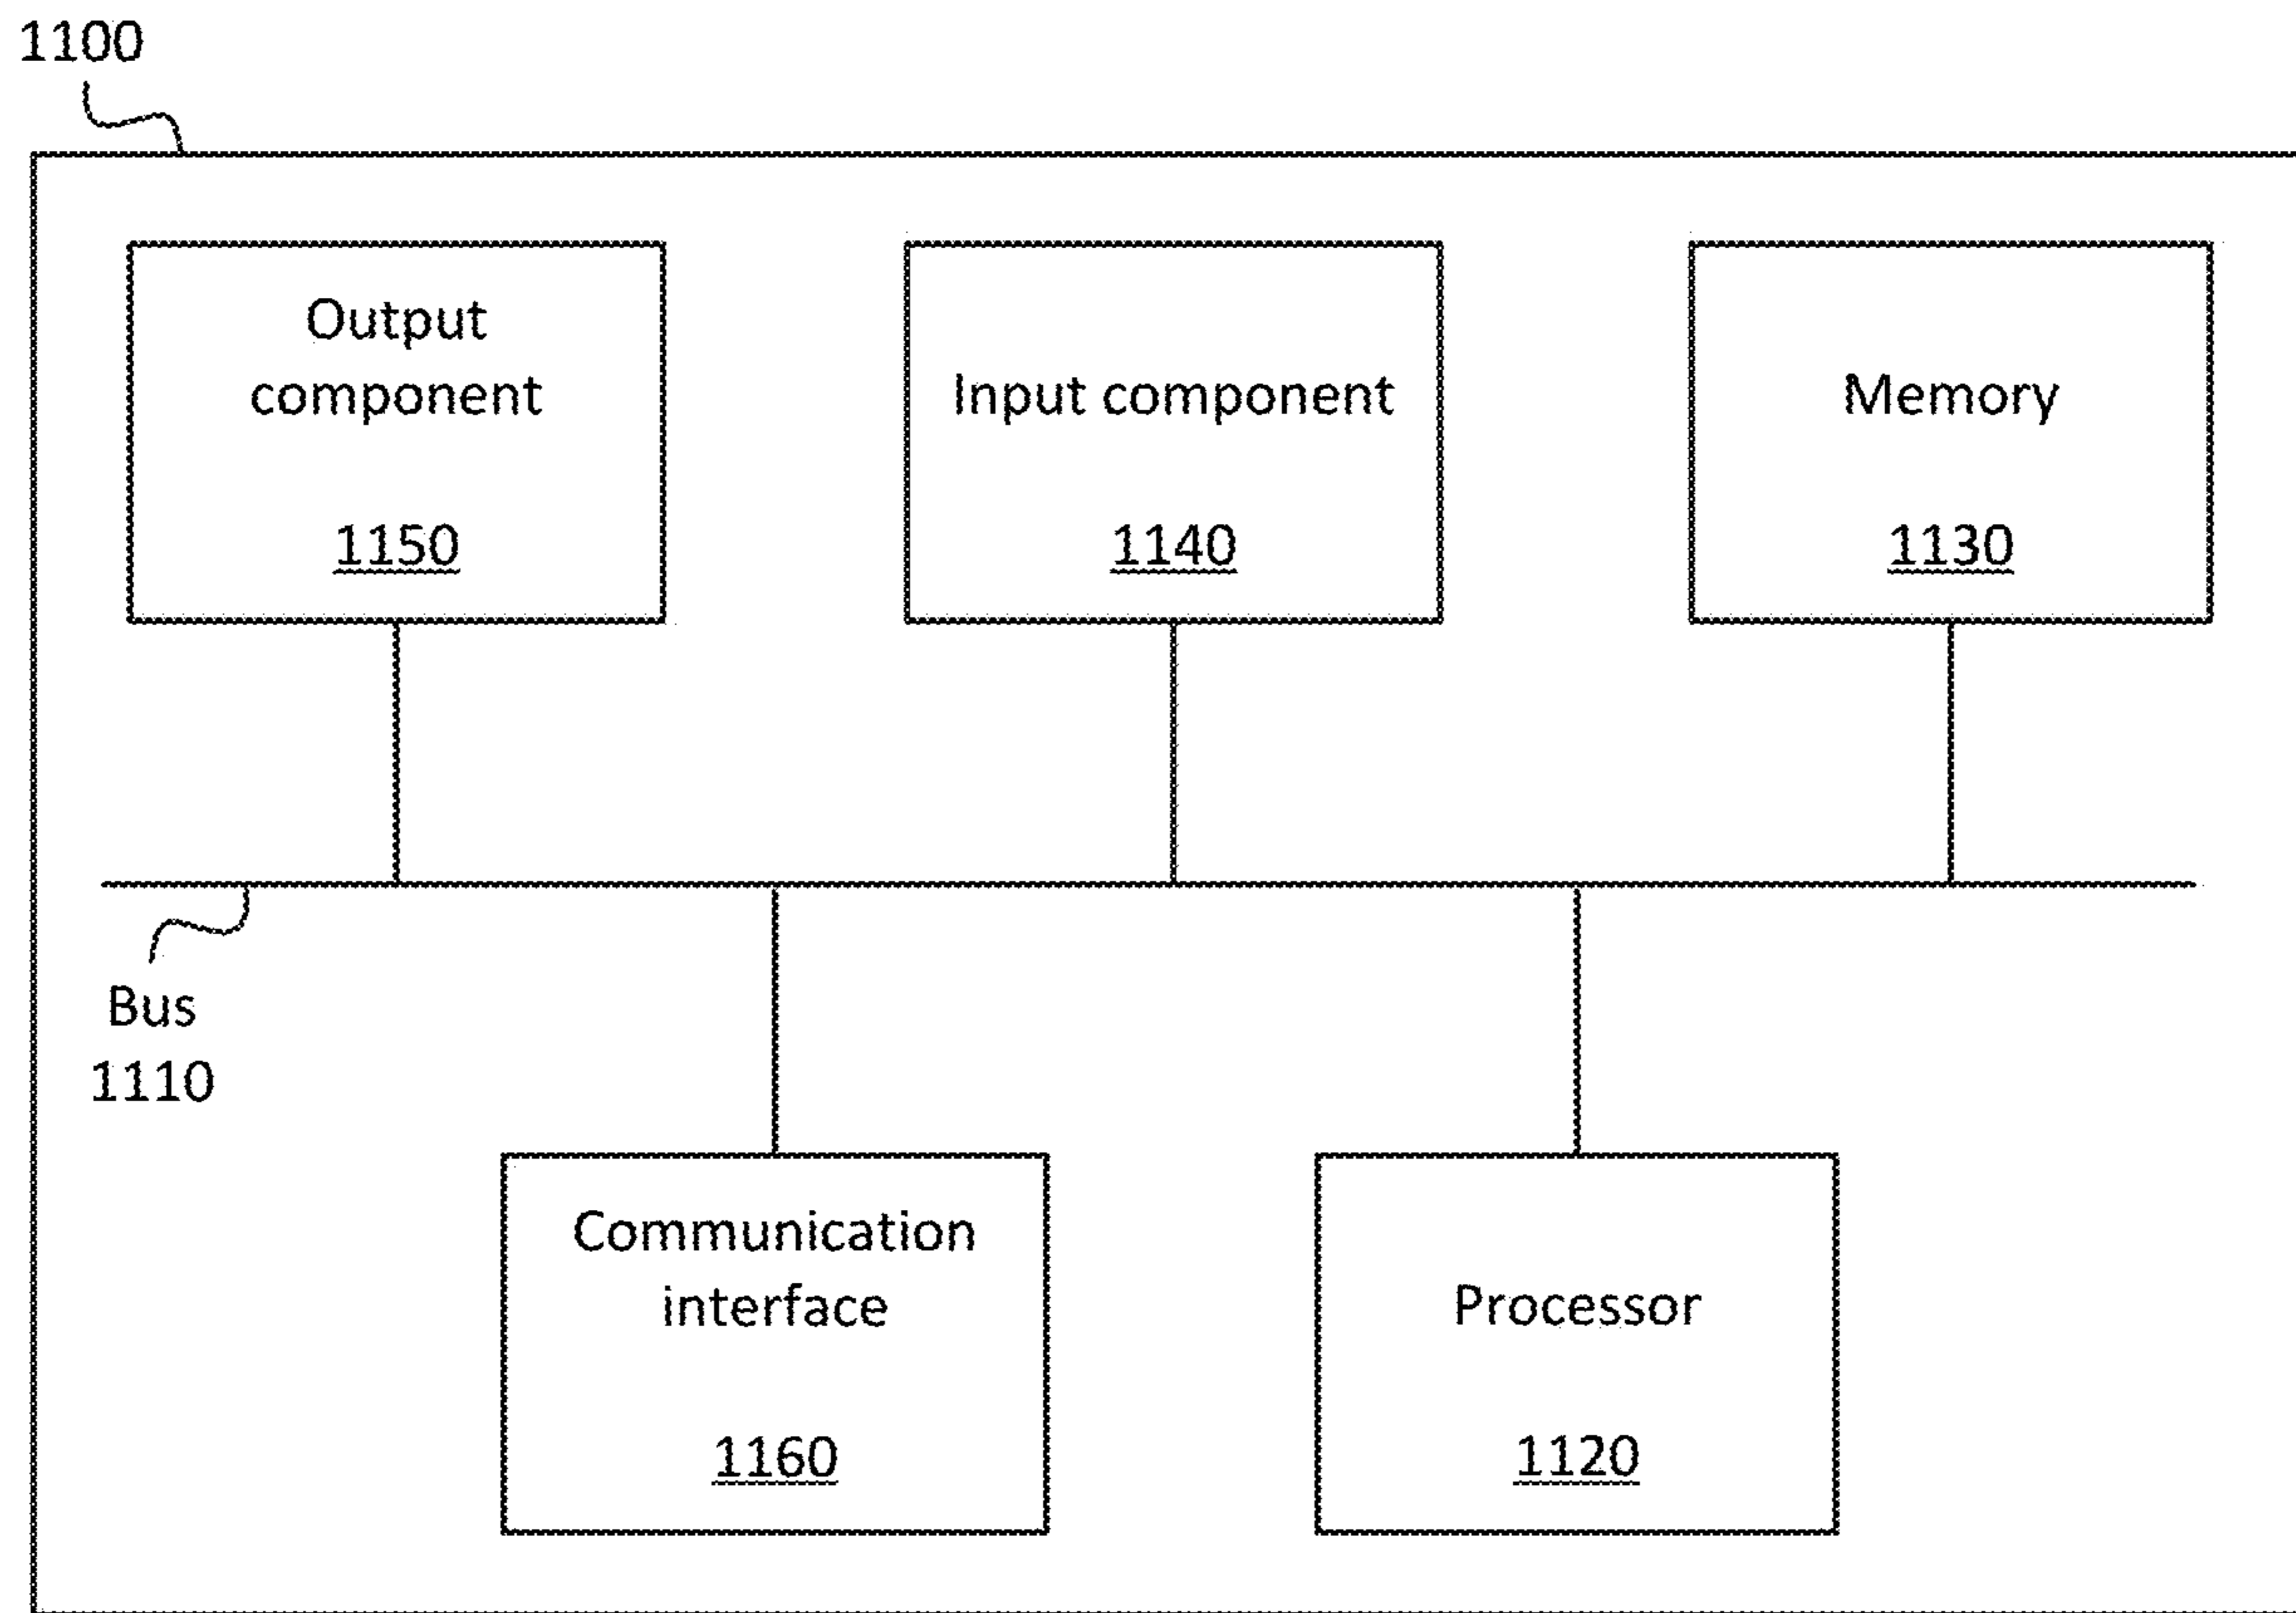 1100
Output
component
1150
Input component
1140
Memory
1130
Bus
1110
Communication
interface
1160
Processor
1120